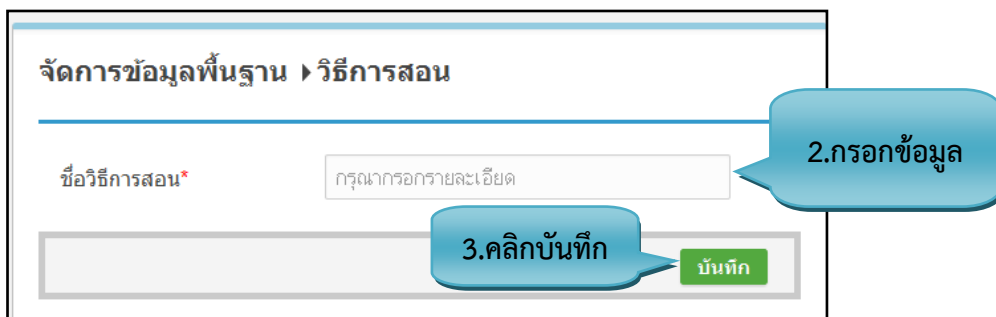 จัดการข้อมูลพื้นฐาน วิธีการสอน
2.กรอกข้อมูล
ชื่อวิธีการสอน*
กรุณากรอกรายละเอียด
3.คลิกบันทึก
บันทึก